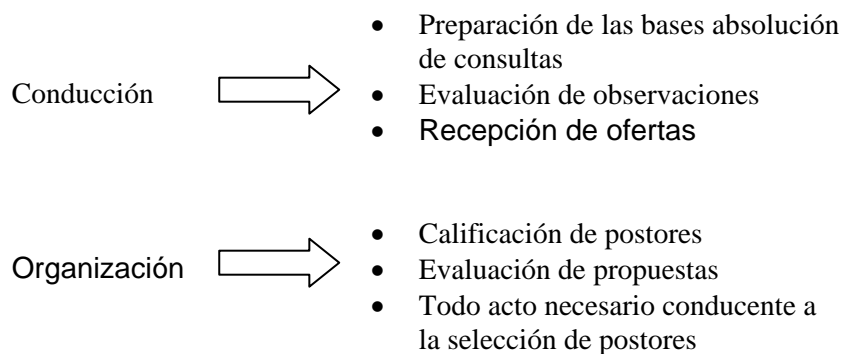 Conducción
• Preparación de las bases absolución
de consultas
• Evaluación de observaciones
• Recepción de ofertas
Organización
• Calificación de postores
• Evaluación de propuestas
• Todo acto necesario conducente a
la selección de postores